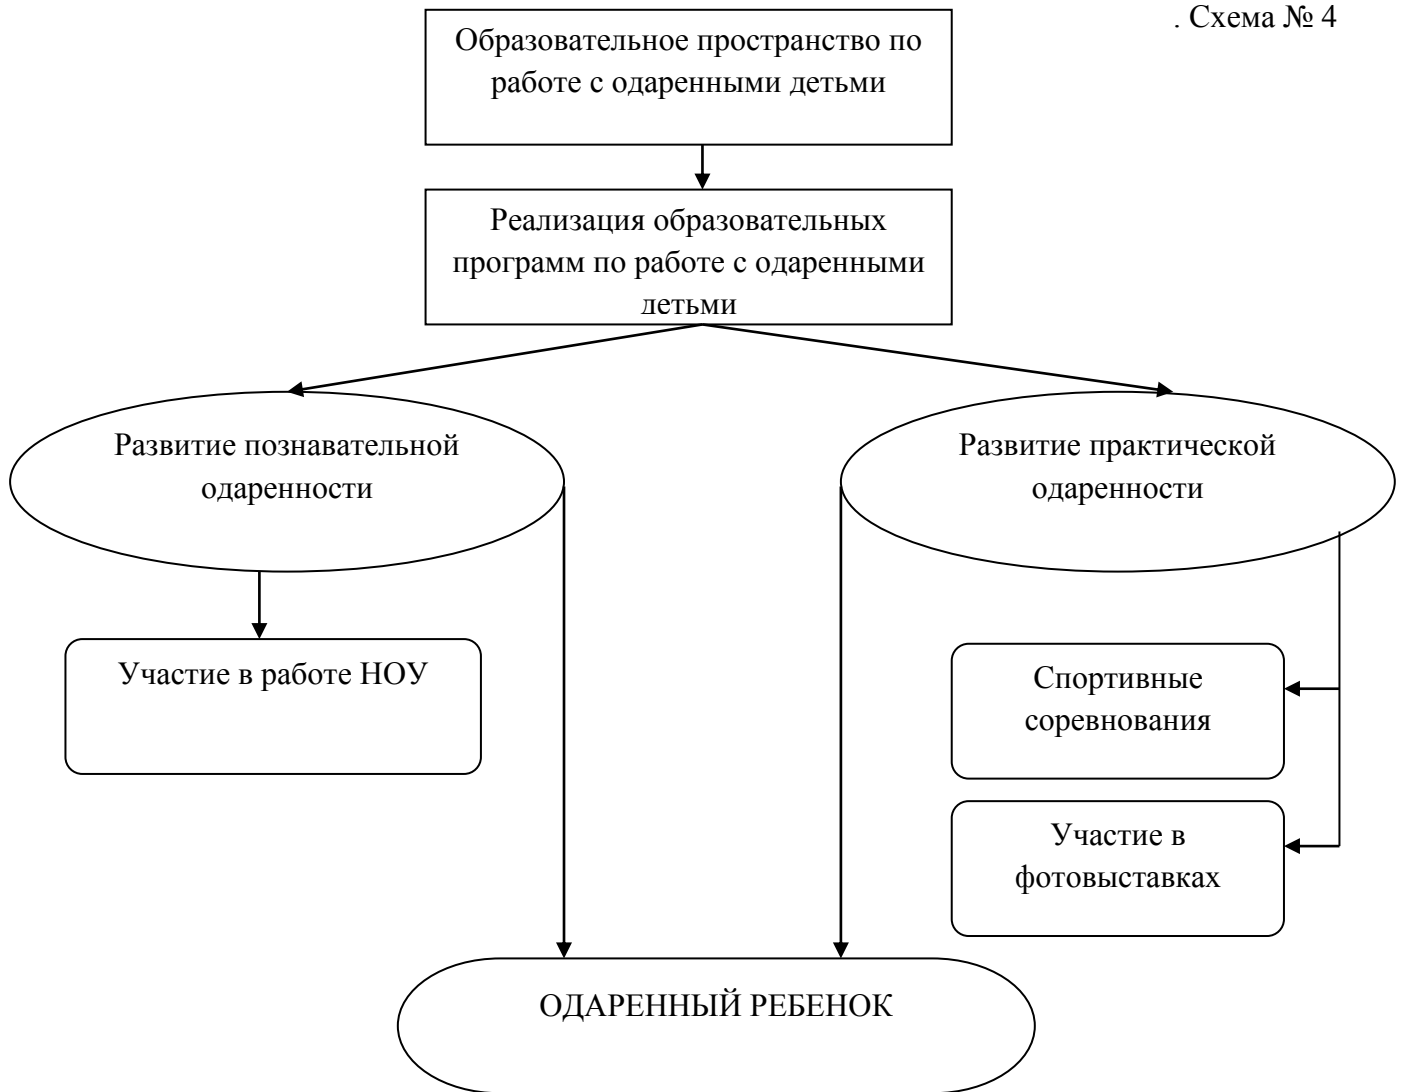 . Схема № 4
Образовательное пространство по
работе с одаренными детьми
Реализация образовательных
программ по работе с одаренными
детьми
Развитие познавательной
одаренности
Развитие практической
одаренности
Участие в работе НОУ
Спортивные
соревнования
Участие в
фотовыставках
ОДАРЕННЫЙ РЕБЕНОК